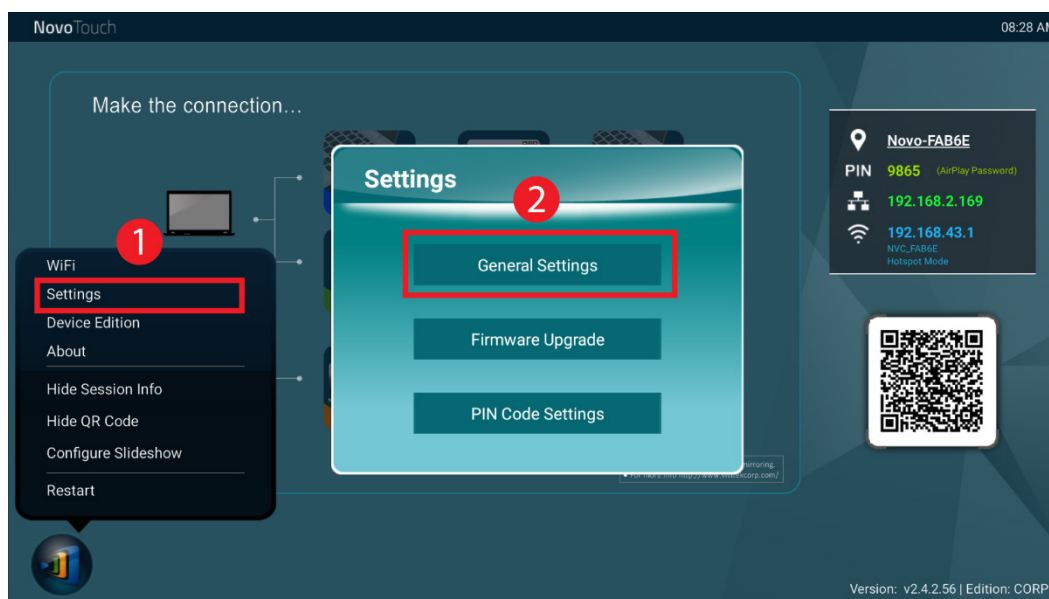 NovoTouch
08:28 AM
Make the connection...
Novo-FAB6E
PIN 9865 (AirPlay Password)
192.168.2.169
192.168.43.1
NVC_FAB6E
Hotspot Mode
1
WiFi
Settings
Device Edition
About
Hide Session Info
Hide QR Code
Configure Slideshow
Restart
Settings
2
General Settings
Firmware Upgrade
PIN Code Settings
mirroring.
Version: v2.4.2.56 | Edition: CORP